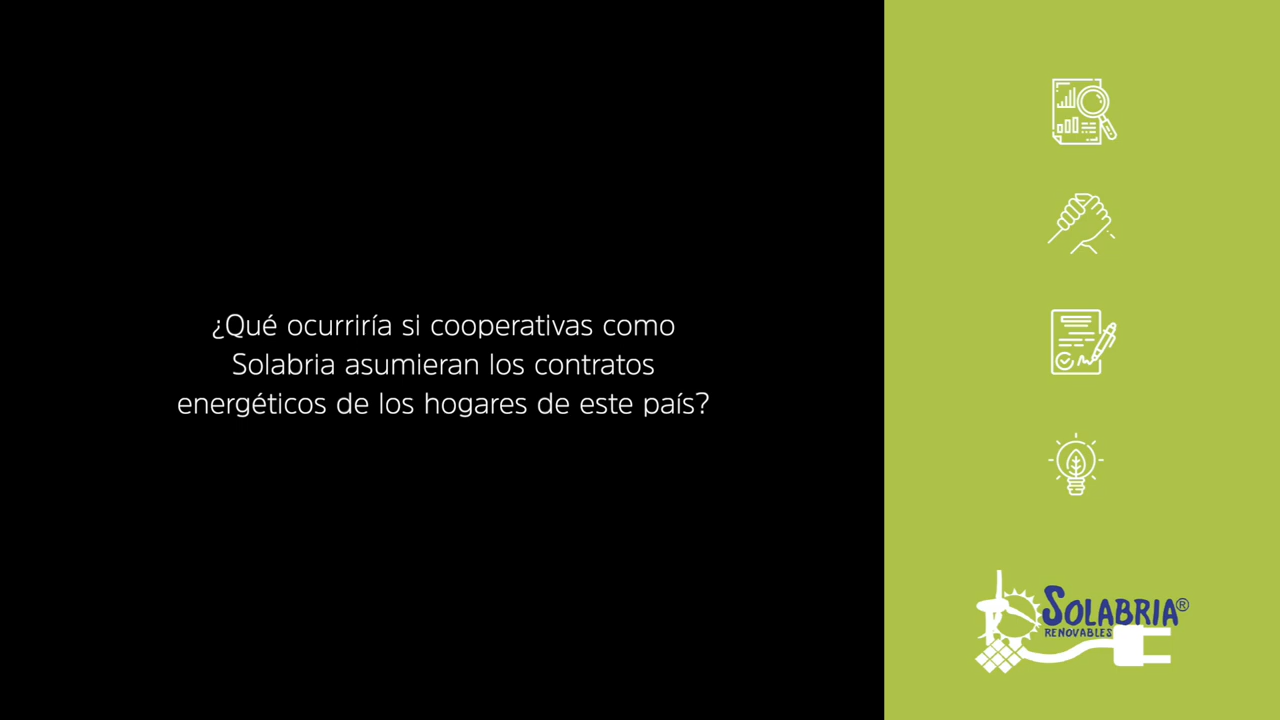 ¿Qué ocurriría si cooperativas como
Solabria asumieran los contratos
energéticos de los hogares de este país?
SOLABRIA®
RENOVABLES